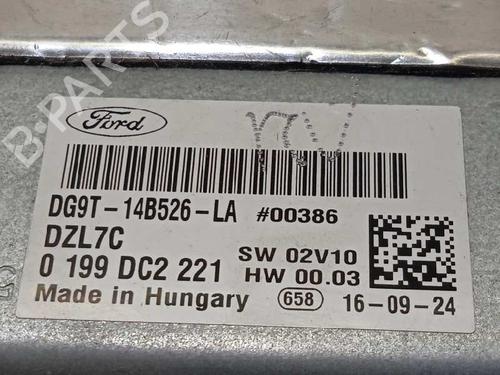 B-PARTS
Ford
DG9T-14B526-LA #00386
DZL7C
SW 02V10
0 199 DC2 221
HW 00.03
Made in Hungary
658
16-09-24